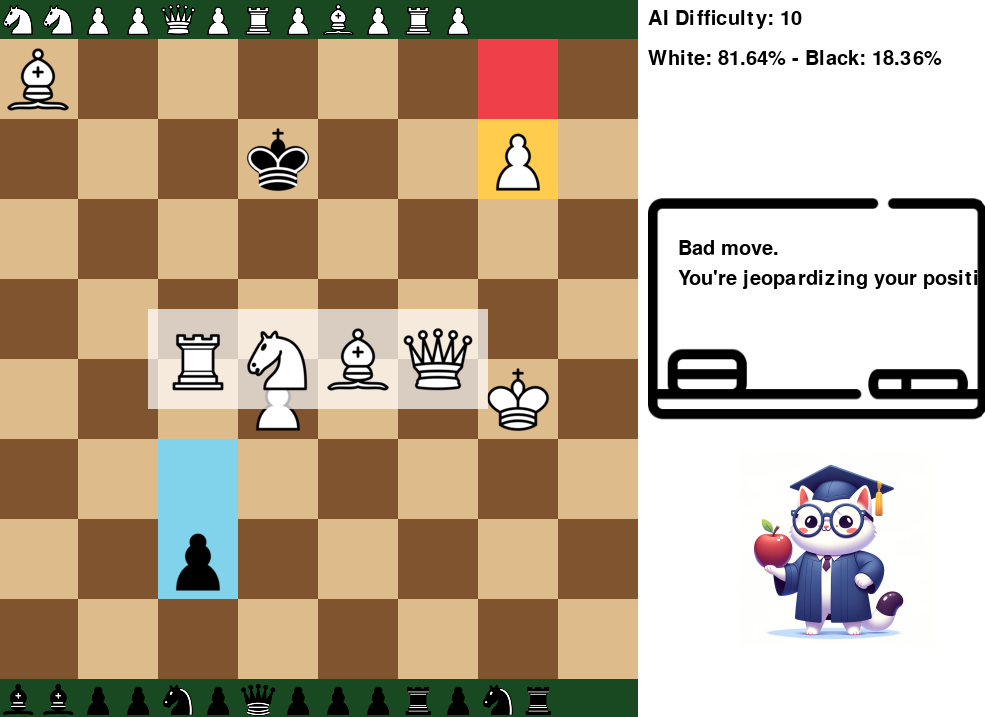 AI Difficulty: 10
White: 81.64% - Black: 18.36%
Bad move.
You're jeopardizing your positi